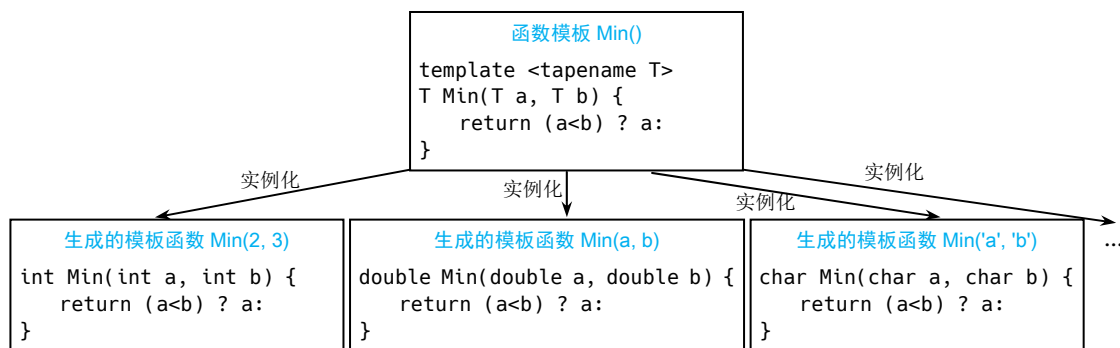 函数模板 Min()
template <tapename T>
T Min(T a, T b) {
return (a<b) ? a:
}
实例化
实例化
实例化
实例化
生成的模板函数 Min(2, 3)
int Min(int a, int b) {
return (a<b) ? a:
}
生成的模板函数 Min(a, b)
double Min(double a, double b) {
return (a<b) ? a:
}
生成的模板函数 Min('a', 'b')
char Min(char a, char b) {
return (a<b) ? a:
}
...